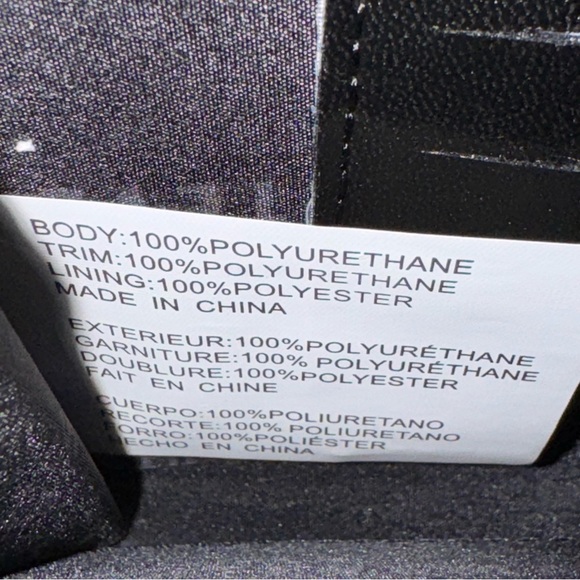 BODY:100%POLYURETHANE
TRIM:100%POLYURETHANE
LINING:100%POLYESTER
MADE IN CHINA
EXTERIEUR:100%POLYURÉTHANE
GARNITURE:100% POLYURÉTHANE
DOUBLURE:100%POLYESTER
FAIT EN CHINE
CUERPO:100%POLIURETANO
RECORTE:100% POLIURETANO
FORRO:100%POLIÉSTER
HECHO EN CHINA